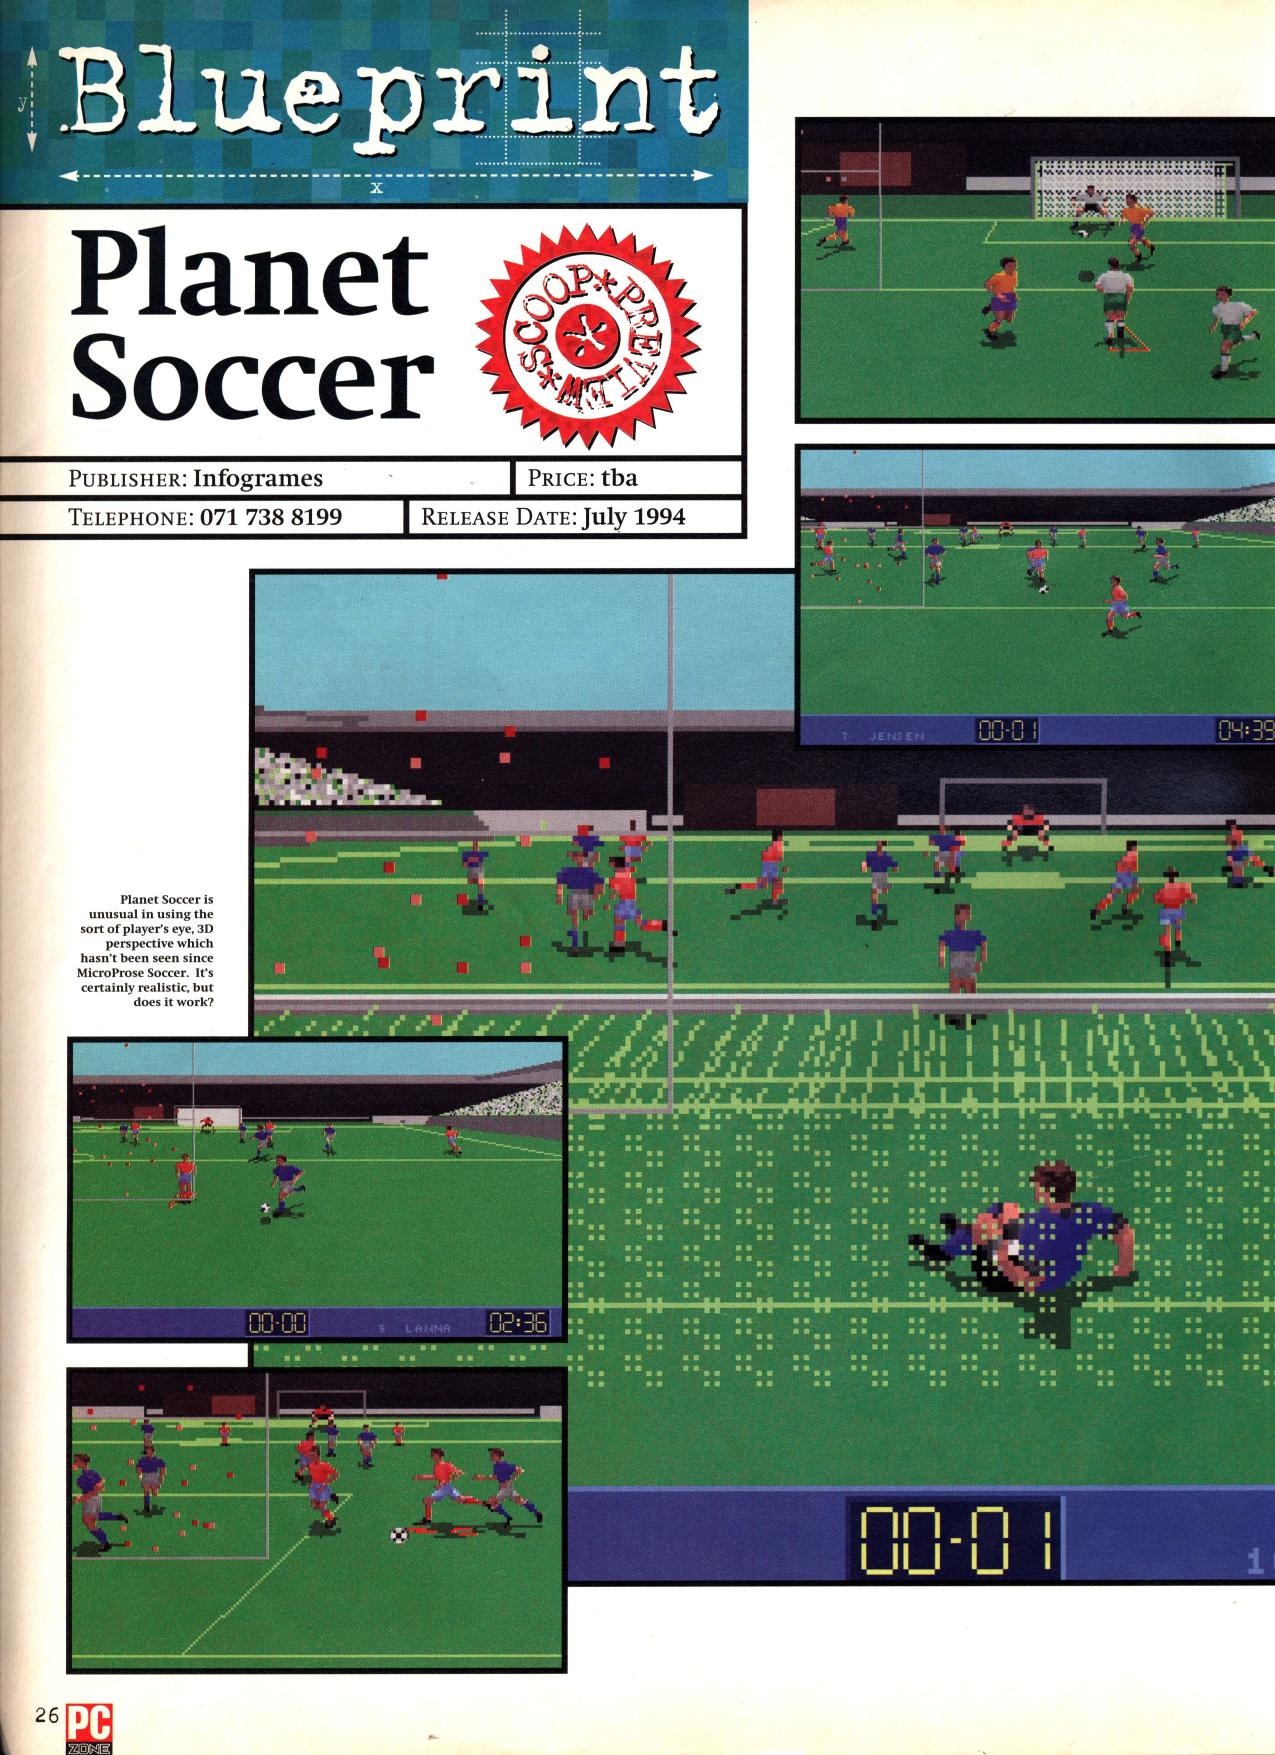 Blueprint
y
x
Planet
Soccer
SCOOP*PREVIEW*
PUBLISHER: Infogrames
PRICE: tba
TELEPHONE: 071 738 8199
RELEASE DATE: July 1994
7 JENSEN
00-01
04:39
Planet Soccer is
unusual in using the
sort of player's eye, 3D
perspective which
hasn't been seen since
MicroProse Soccer. It's
certainly realistic, but
does it work?
00-00
5 LANNA
02:36
00-01
1
26
PC
ZONE